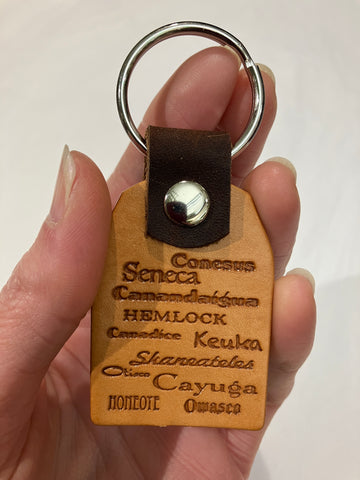 Conesus
Seneca
Canandaigua
HEMLOCK
Canadice Keuka
Skaneateles
Otisco
Cayuga
HONEOYE Owasco